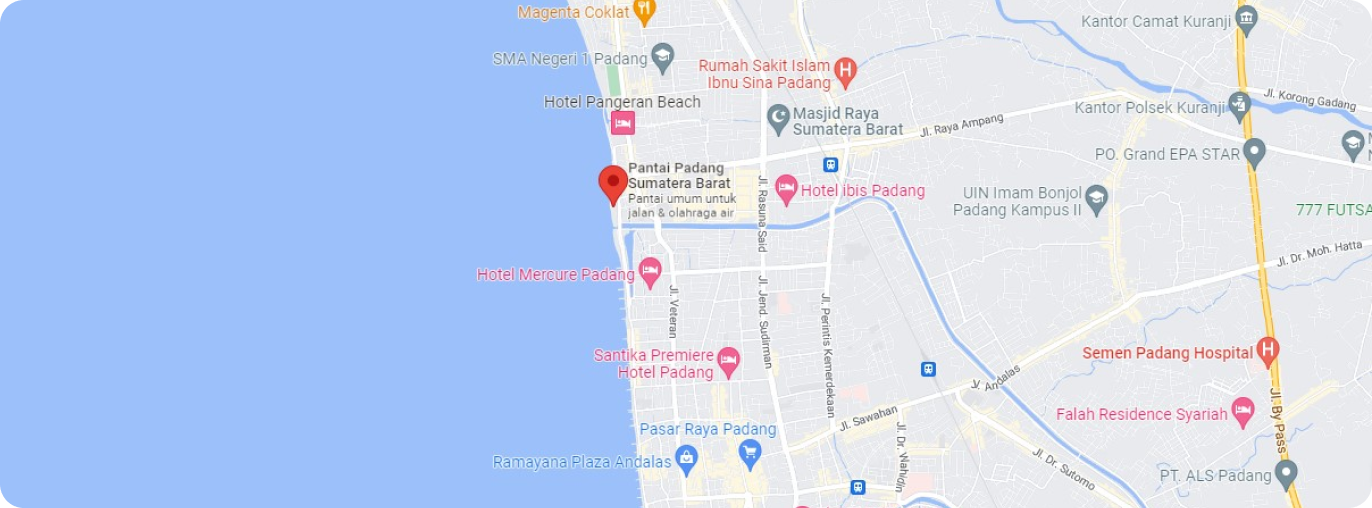 Magenta Coklat
Kantor Camat Kuranji
SMA Negeri 1 Padang
Rumah Sakit Islam
Ibnu Sina Padang
Jl. Korong Gadang
Hotel Pangeran Beach
Kantor Polsek Kuranji
Masjid Raya
Sumatera Barat
Jl. Raya Ampang
PO. Grand EPA STAR
Pantai Padang
Sumatera Barat
Pantai umum untuk
jalan & olahraga air
Jl. Rasuna Said
Hotel ibis Padang
UIN Imam Bonjol
Padang Kampus II
777 FUTSA
Jl. Dr. Moh. Hatta
Hotel Mercure Padang
Jl. Veteran
Jl. Jend. Sudirman
Jl. Perintis Kemerdekaan
Santika Premiere
Hotel Padang
Semen Padang Hospital
Andalas
Jl. By Pass
Falah Residence Syariah
Jl. Sawahan
Pasar Raya Padang
Jl. Dr. Wahidin
Ramayana Plaza Andalas
Jl. Dr. Sutomo
PT. ALS Padang